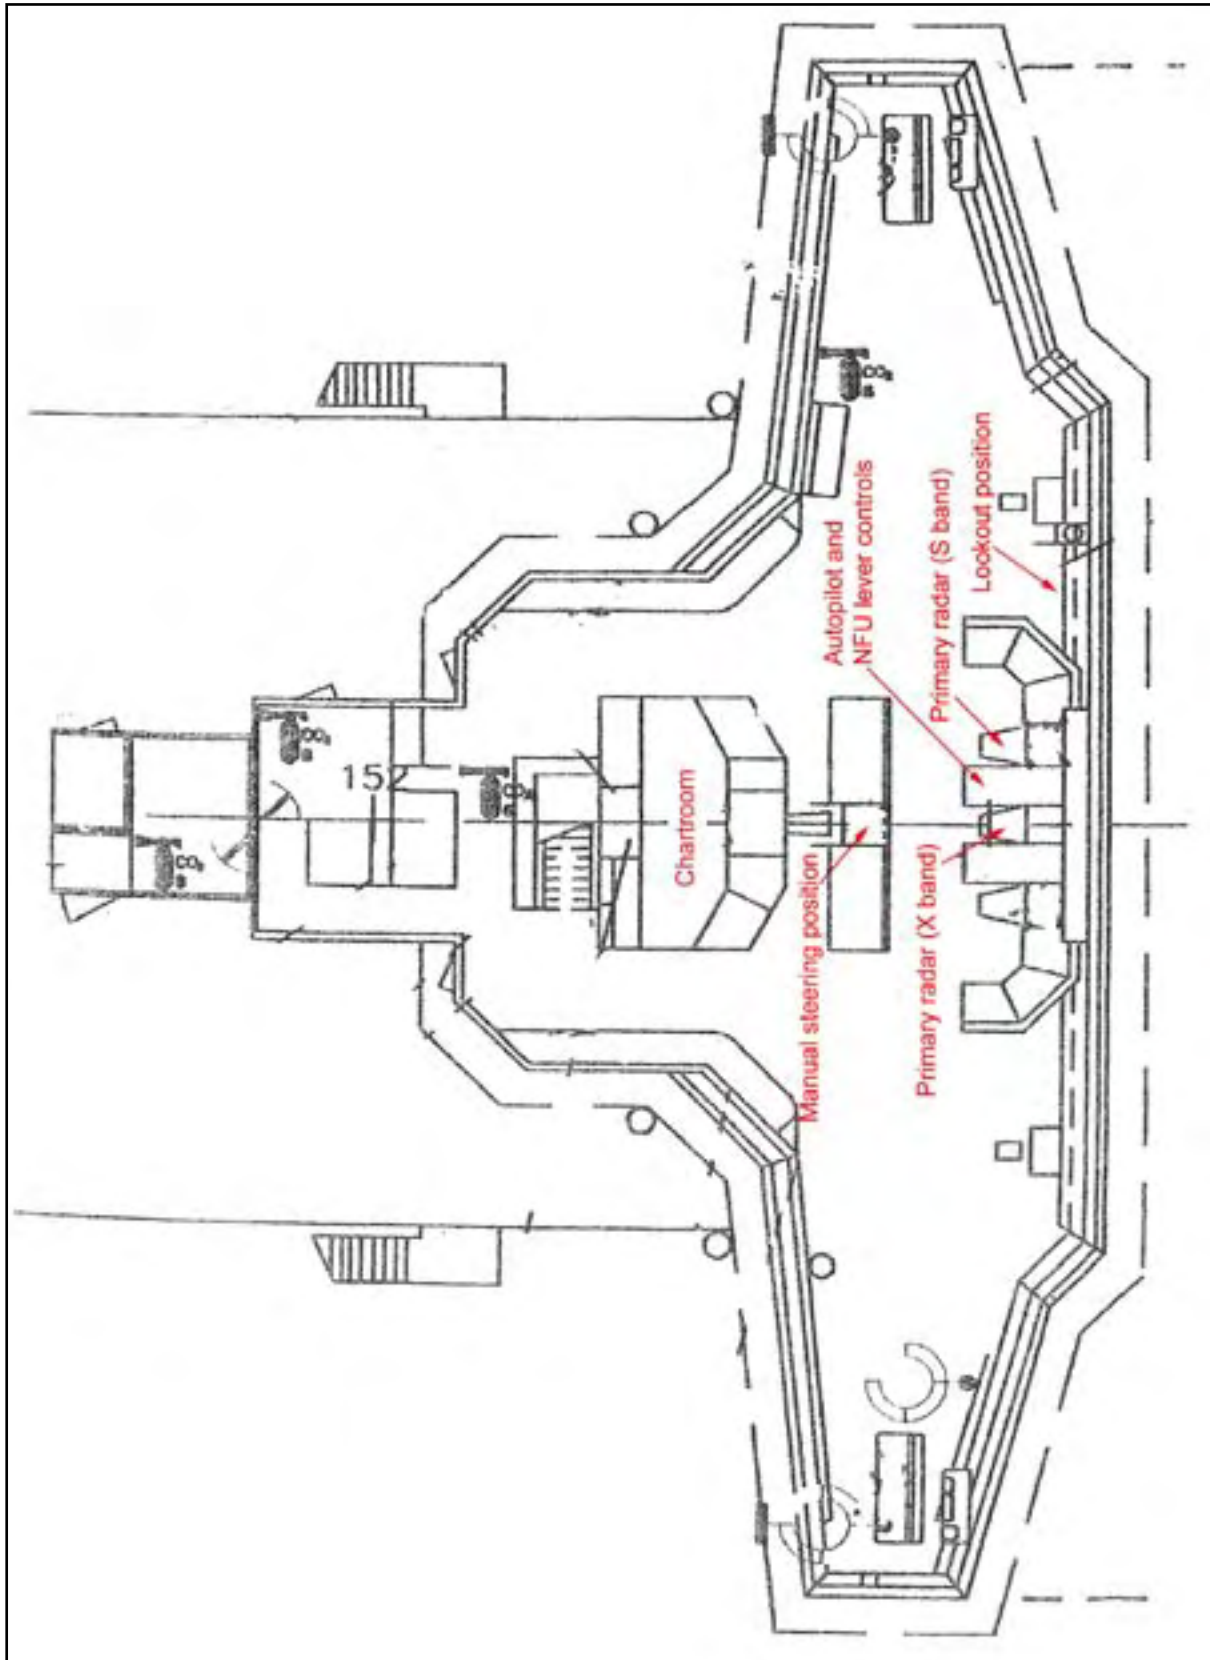 15
CO₂
CO₂
CO₂
CO₂
Chartroom
Manual steering position
Autopilot and
NFU lever controls
Primary radar (X band)
Primary radar (S band)
Lookout position